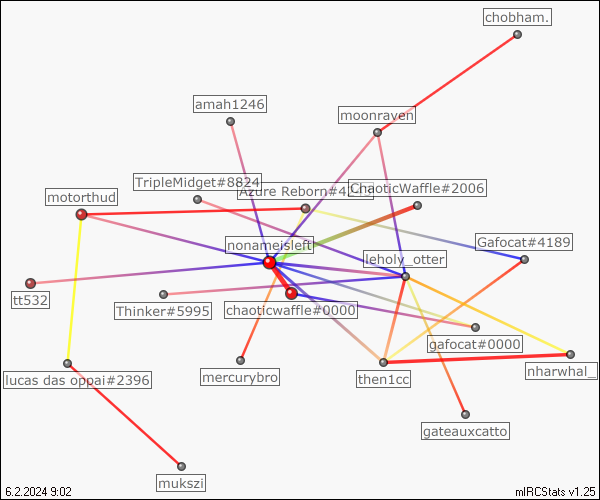 chobham.
amah1246
moonraven
TripleMidget#8824
Azure Reborn#42
ChaoticWaffle#2006
motorthud
nonameisleft
Gafocat#4189
leholy_otter
tt532
Thinker#5995
chaoticwaffle#0000
gafocat#0000
mercurybro
then1cc
nharwhal_
lucas das oppai#2396
gateauxcatto
mukszi
6.2.2024 9:02
mIRCStats v1.25